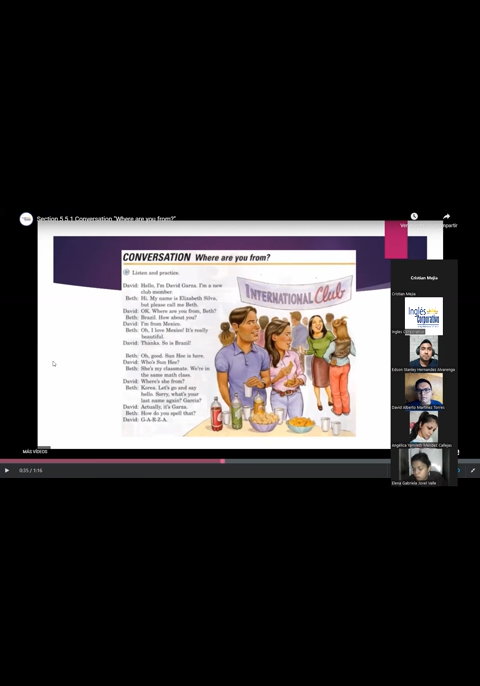 Section 5.5.1 Conversation "Where are you from?"
CONVERSATION Where are you from?
Listen and practice.
David: Hello, I'm David Garza. I'm a new
club member.
Beth: Hi. My name is Elizabeth Silva,
but please call me Beth.
David: OK. Where are you from, Beth?
Beth: Brazil. How about you?
David: I'm from Mexico.
Beth: Oh, I love Mexico! It's really
beautiful.
David: Thanks. So is Brazil!
Beth: Oh, good. Sun Hee is here.
David: Who's Sun Hee?
Beth: She's my classmate. We're in
the same math class.
David: Where's she from?
Beth: Korea. Let's go and say
hello. Sorry, what's your
last name again? Garcia?
David: Actually, it's Garza.
Beth: How do you spell that?
David: G-A-R-Z-A.
INTERNATIONAL Club
Cristian Mejia
Cristian Mejia
Inglés
Corporativo
Inglés Corporativo
Edison Stanley Hernandez Alvarenga
David Alberto Martinez Torres
MÁS VÍDEOS
0:35 / 1:16